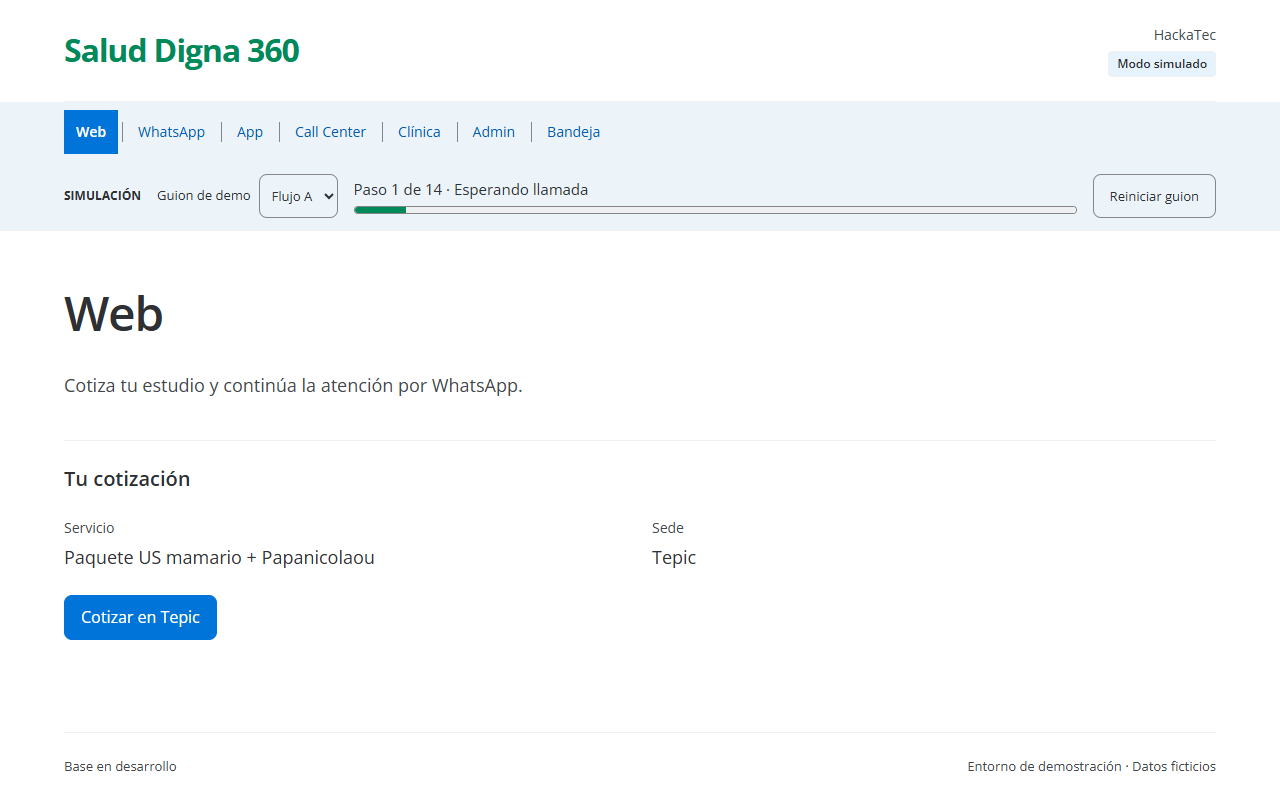 Salud Digna 360
HackaTec
Modo simulado
Web
WhatsApp
App
Call Center
Clínica
Admin
Bandeja
SIMULACIÓN
Guion de demo
Flujo A
Paso 1 de 14 · Esperando llamada
Reiniciar guion
Web
Cotiza tu estudio y continúa la atención por WhatsApp.
Tu cotización
Servicio
Paquete US mamario + Papanicolaou
Sede
Tepic
Cotizar en Tepic
Base en desarrollo
Entorno de demostración · Datos ficticios